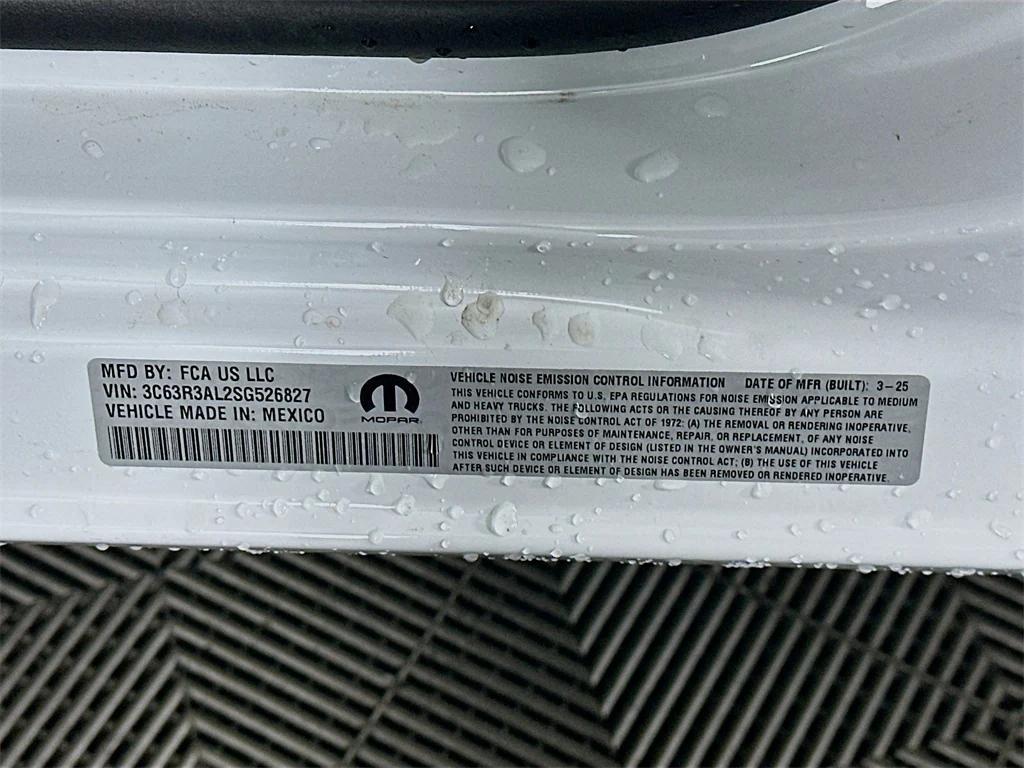 MFD BY: FCA US LLC
VIN: 3C63R3AL2SG526827
VEHICLE MADE IN: MEXICO
MOPAR
VEHICLE NOISE EMISSION CONTROL INFORMATION DATE OF MFR (BUILT): 3-25
THIS VEHICLE CONFORMS TO U.S. EPA REGULATIONS FOR NOISE EMISSION APPLICABLE TO MEDIUM
AND HEAVY TRUCKS. THE FOLLOWING ACTS OR THE CAUSING THEREOF BY ANY PERSON ARE
PROHIBITED BY THE NOISE CONTROL ACT OF 1972: (A) THE REMOVAL OR RENDERING INOPERATIVE,
OTHER THAN FOR PURPOSES OF MAINTENANCE, REPAIR, OR REPLACEMENT, OF ANY NOISE
CONTROL DEVICE OR ELEMENT OF DESIGN (LISTED IN THE OWNER'S MANUAL) INCORPORATED INTO
THIS VEHICLE IN COMPLIANCE WITH THE NOISE CONTROL ACT; (B) THE USE OF THIS VEHICLE
AFTER SUCH DEVICE OR ELEMENT OF DESIGN HAS BEEN REMOVED OR RENDERED INOPERATIVE.